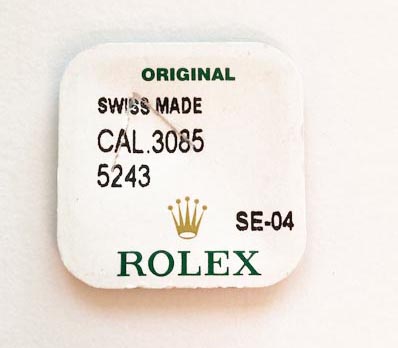 ORIGINAL
SWISS MADE
CAL.3085
5243
SE-04
ROLEX